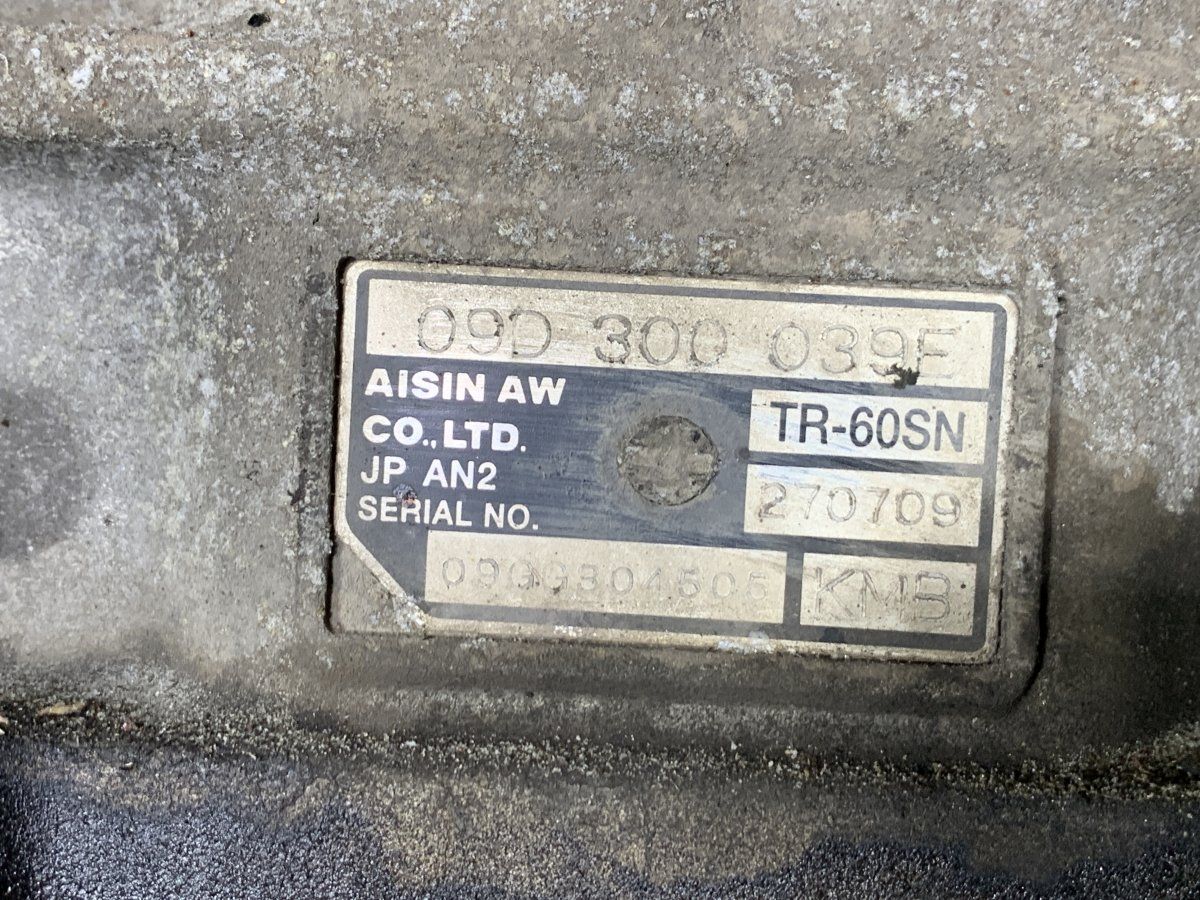 09D 300 039E
AISIN AW
CO.,LTD.
JP AN2
SERIAL NO.
TR-60SN
270709
KMB